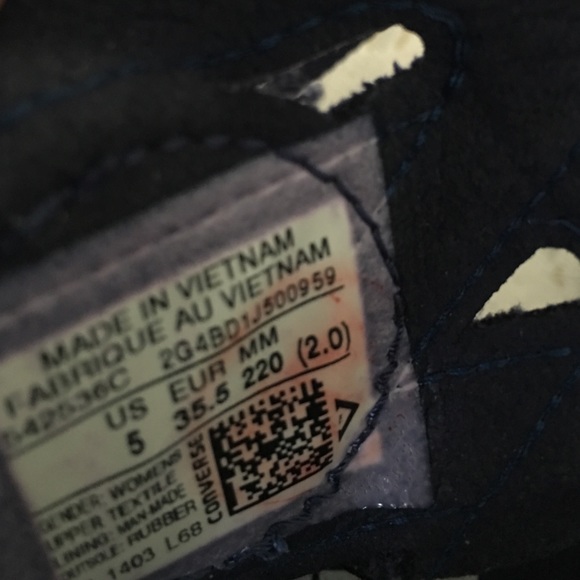 MADE IN VIETNAM
FABRIQUE AU VIETNAM
542536C 2G4BD1J500959
US EUR MM
5 35.5 220 (2.0)
GENDER: WOMENS
UPPER TEXTILE
LINING: MAN-MADE
OUTSOLE: RUBBER
1403 L68
CONVERSE